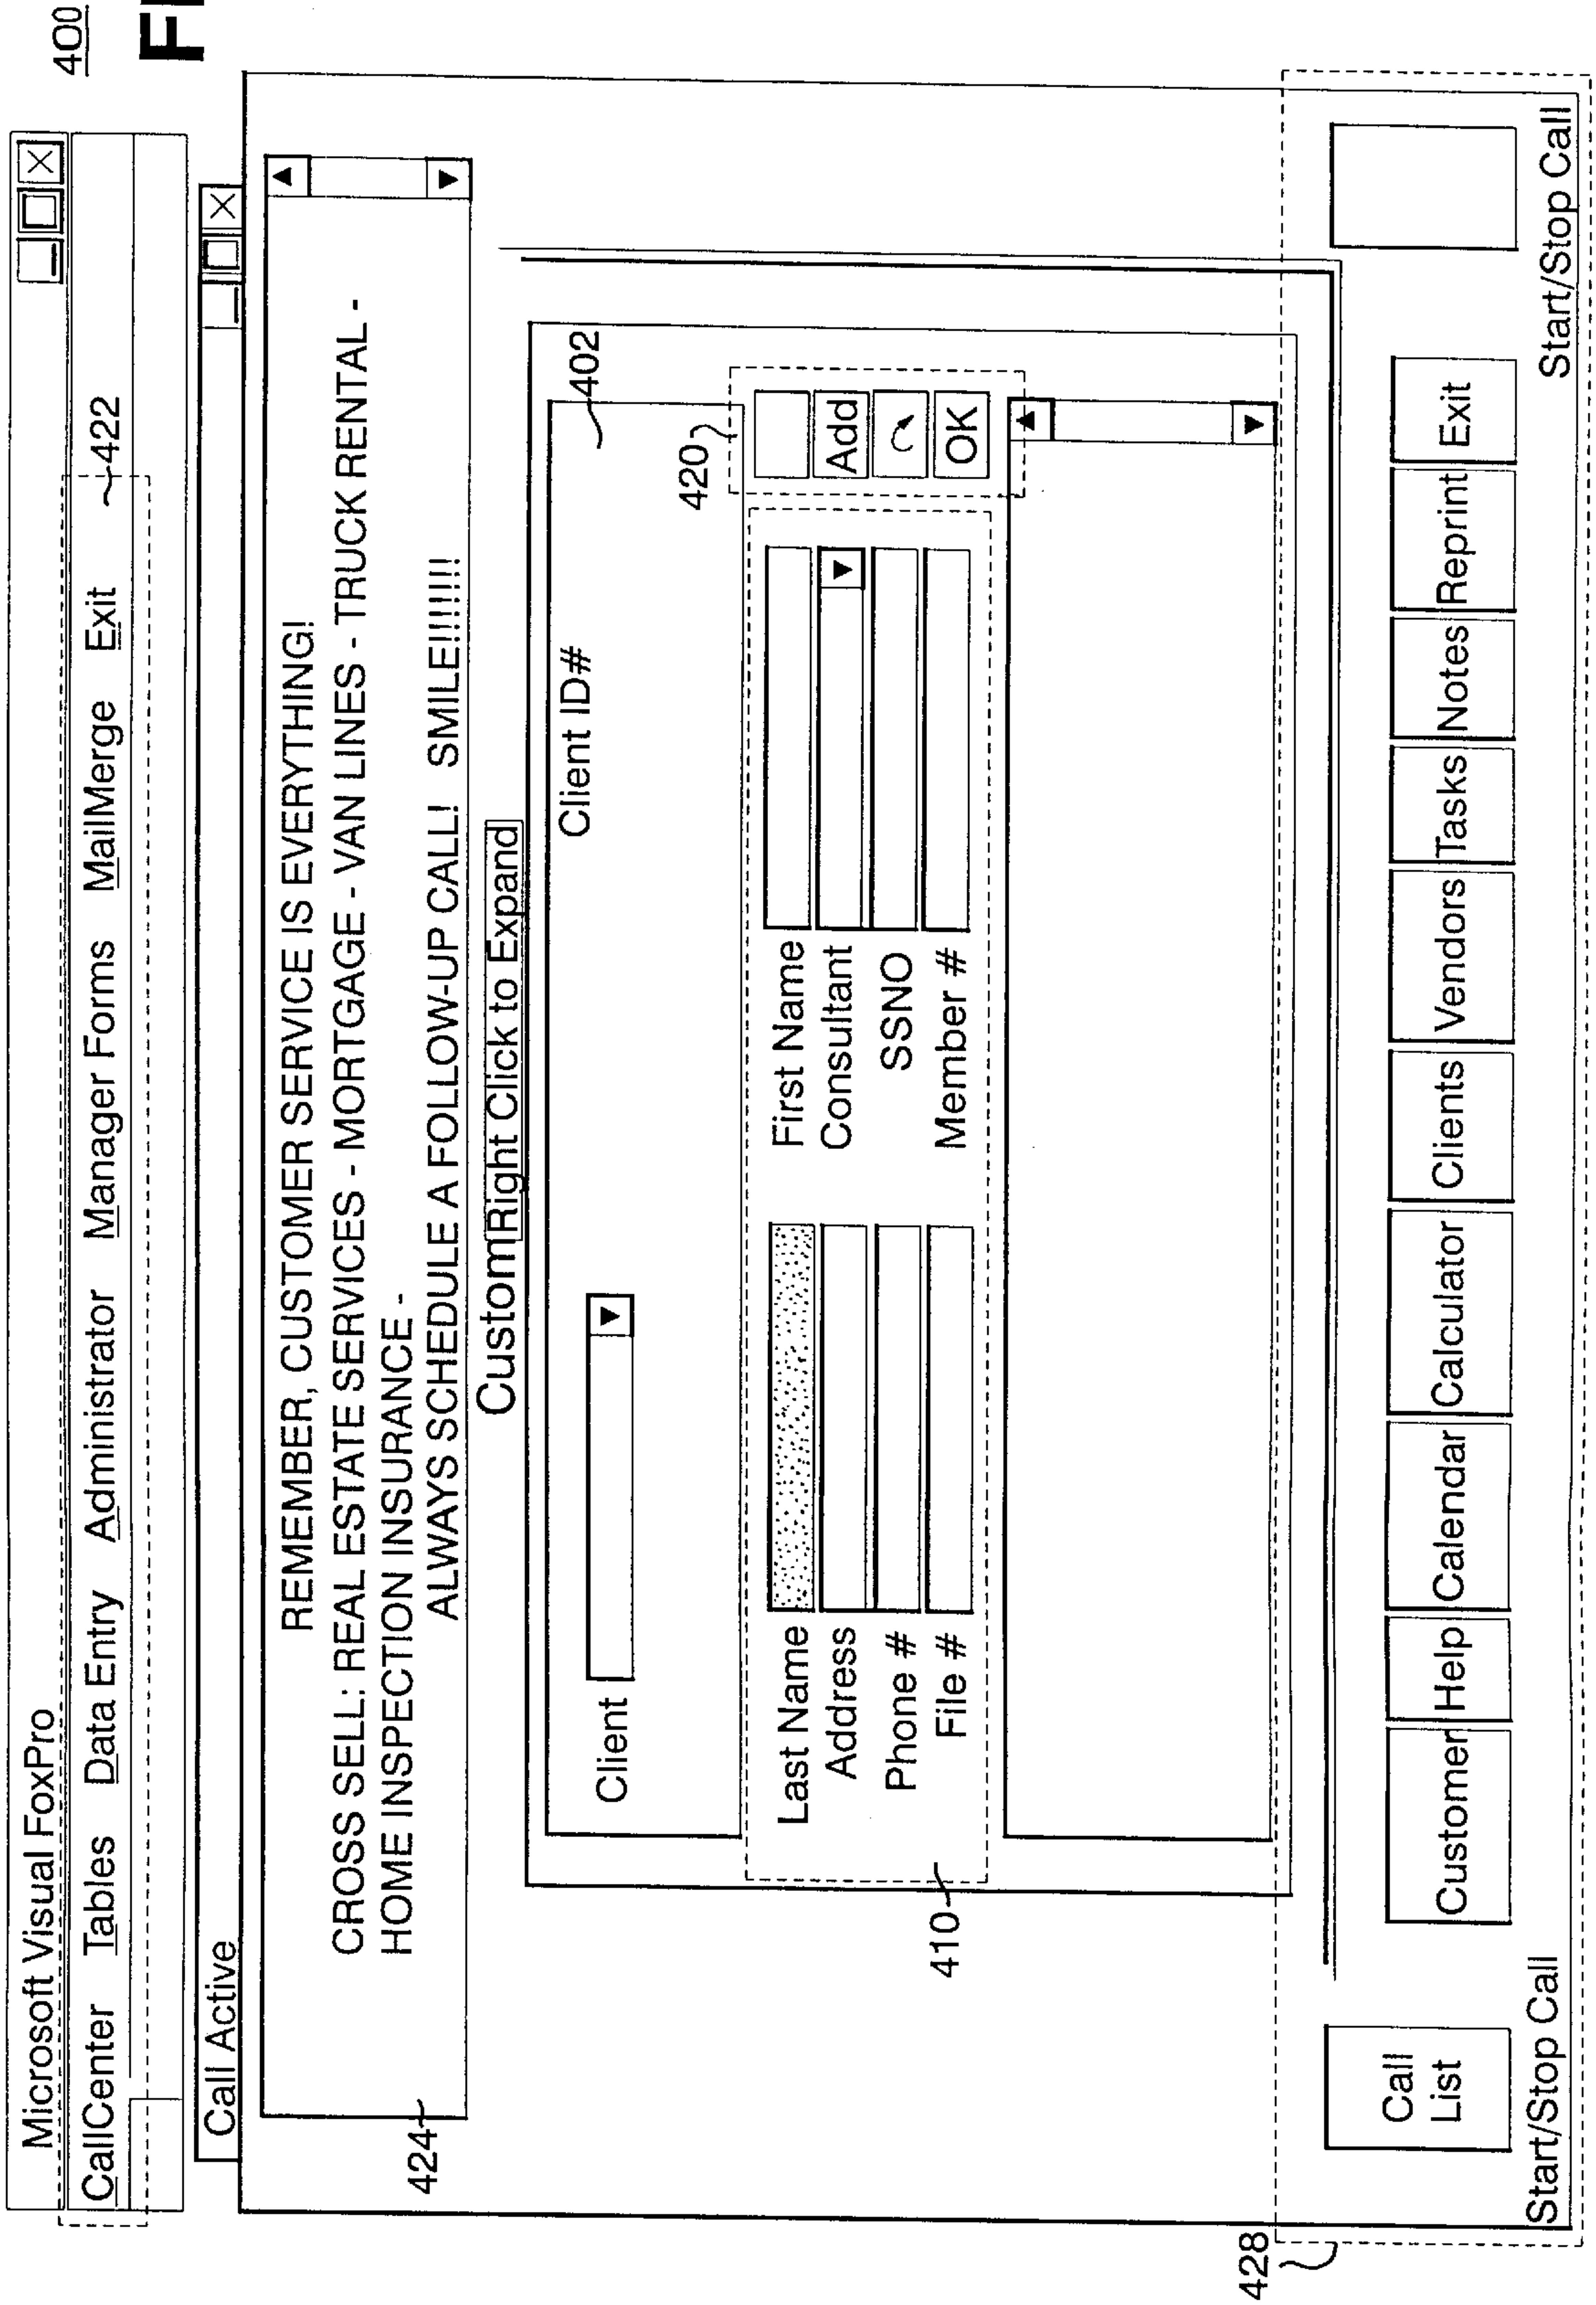 400
FI
Microsoft Visual FoxPro
CallCenter Tables Data Entry Administrator Manager Forms MailMerge Exit 422
Call Active
REMEMBER, CUSTOMER SERVICE IS EVERYTHING!
CROSS SELL: REAL ESTATE SERVICES - MORTGAGE - VAN LINES - TRUCK RENTAL -
HOME INSPECTION INSURANCE -
ALWAYS SCHEDULE A FOLLOW-UP CALL! SMILE!!!!!!!!
424
Custom Right Click to Expand
Client ID#
402
Client
420
Last Name First Name
Address Consultant Add
Phone # SSNO
File # Member # OK
410
Call
List
Customer Help Calendar Calculator Clients Vendors Tasks Notes Reprint Exit
Start/Stop Call Start/Stop Call
428